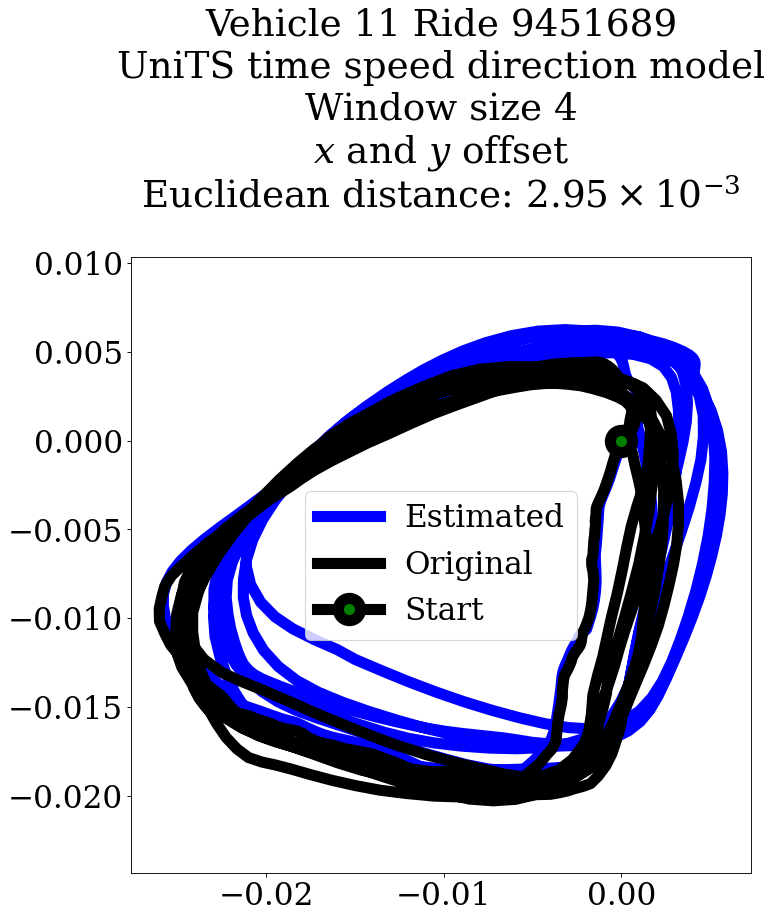 Vehicle 11 Ride 9451689
UniTS time speed direction model
Window size 4
x and y offset
Euclidean distance: 2.95 × 10⁻³
0.010
0.005
0.000
−0.005
−0.010
−0.015
−0.020
Estimated
Original
Start
−0.02
−0.01
0.00